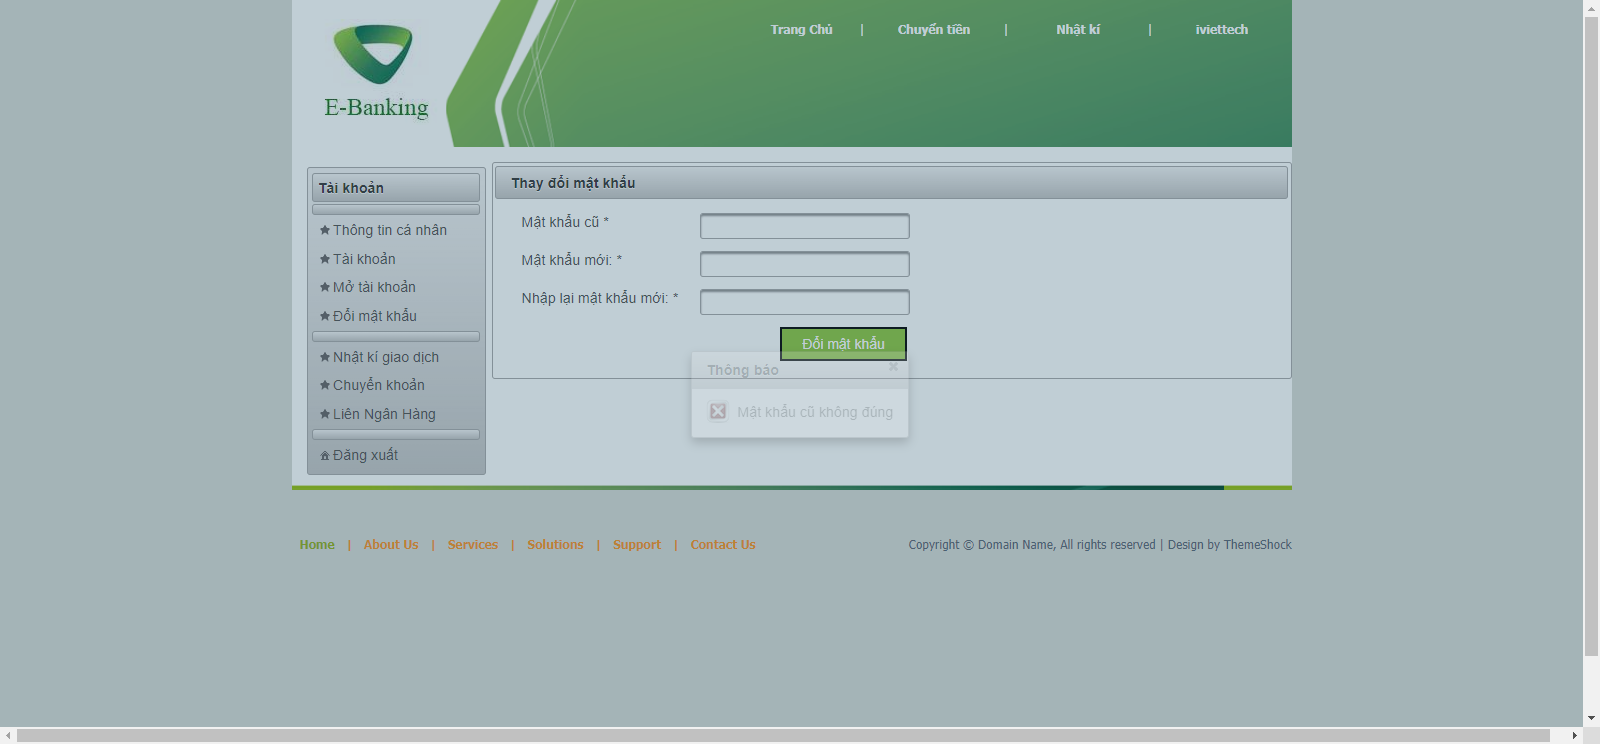 E-Banking
Trang Chủ | Chuyển tiền | Nhật kí | iviettech
Tài khoản
Thông tin cá nhân
Tài khoản
Mở tài khoản
Đổi mật khẩu
Nhật kí giao dịch
Chuyển khoản
Liên Ngân Hàng
Đăng xuất
Thay đổi mật khẩu
Mật khẩu cũ *
Mật khẩu mới: *
Nhập lại mật khẩu mới: *
Đổi mật khẩu
Thông báo
Mật khẩu cũ không đúng
Home | About Us | Services | Solutions | Support | Contact Us
Copyright © Domain Name, All rights reserved | Design by ThemeShock